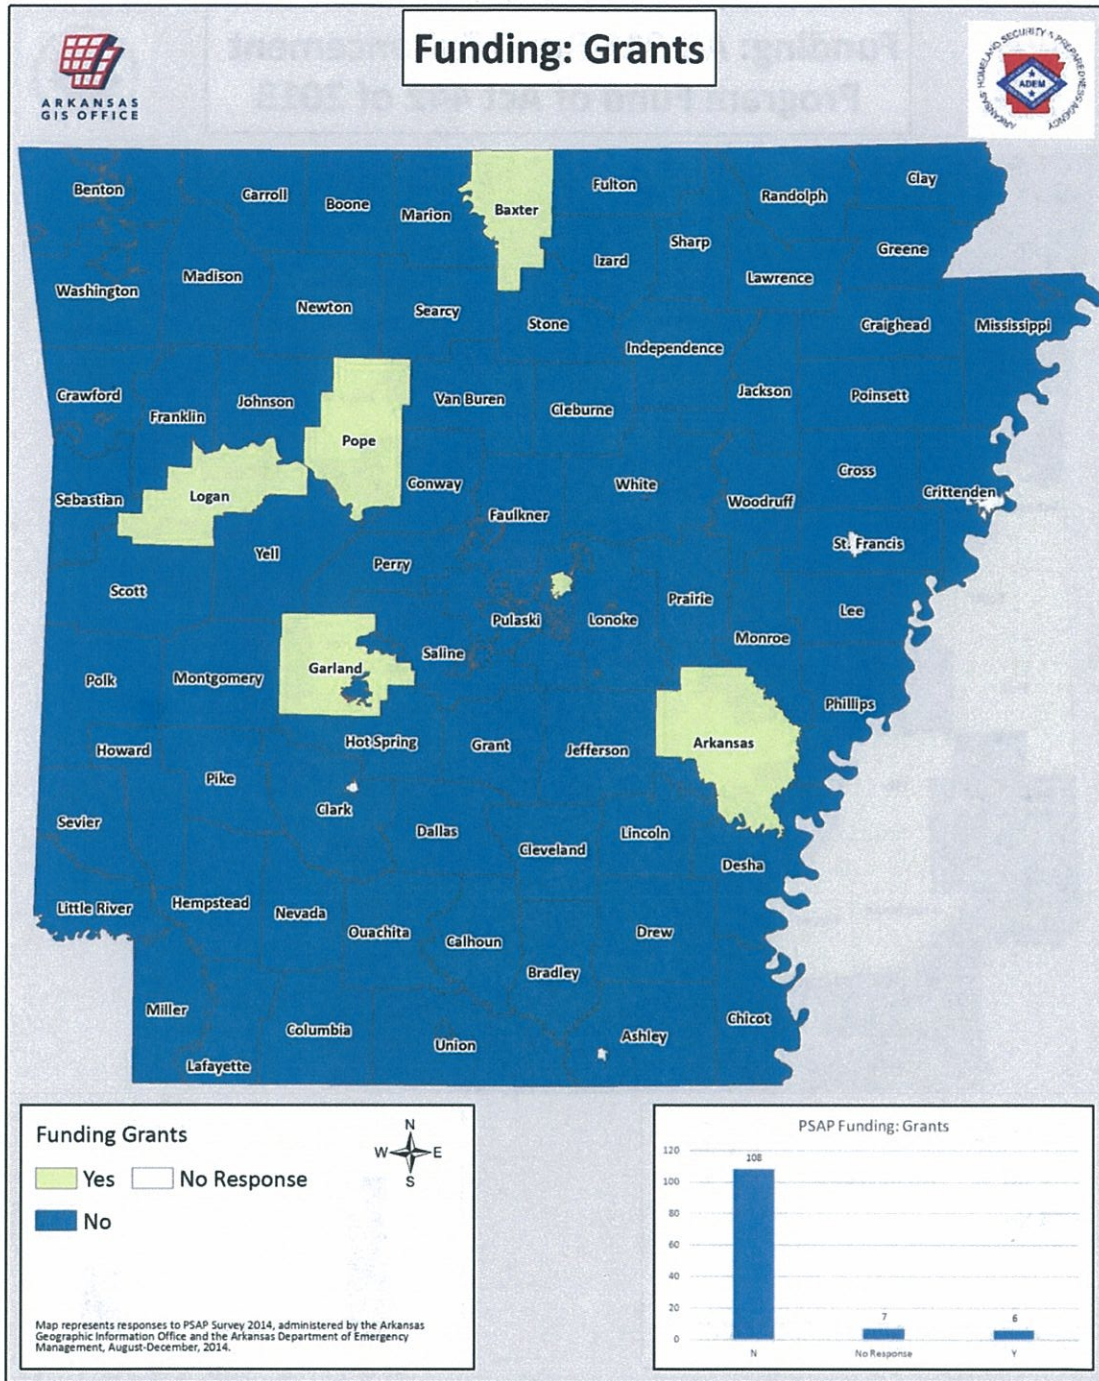 Funding: Grants
ARKANSAS
GIS OFFICE
ARKANSAS' HOMELAND SECURITY & PREPAREDNESS AGENCY
ADEM
Benton
Carroll
Boone
Marion
Baxter
Fulton
Randolph
Clay
Washington
Madison
Newton
Searcy
Stone
Izard
Sharp
Lawrence
Greene
Independence
Craighead
Mississippi
Crawford
Franklin
Johnson
Pope
Van Buren
Cleburne
Jackson
Poinsett
Sebastian
Logan
Conway
Faulkner
White
Woodruff
Cross
Crittenden
Scott
Yell
Perry
Pulaski
Lonoke
Prairie
St. Francis
Lee
Monroe
Polk
Montgomery
Garland
Saline
Phillips
Howard
Hot Spring
Grant
Jefferson
Arkansas
Pike
Clark
Sevier
Dallas
Cleveland
Lincoln
Desha
Little River
Hempstead
Nevada
Ouachita
Calhoun
Bradley
Drew
Miller
Columbia
Union
Ashley
Chicot
Lafayette
Funding Grants
Yes
No Response
No
N
W
E
S
Map represents responses to PSAP Survey 2014, administered by the Arkansas
Geographic Information Office and the Arkansas Department of Emergency
Management, August-December, 2014.
PSAP Funding: Grants
120
100
80
60
40
20
0
108
7
6
N
No Response
Y